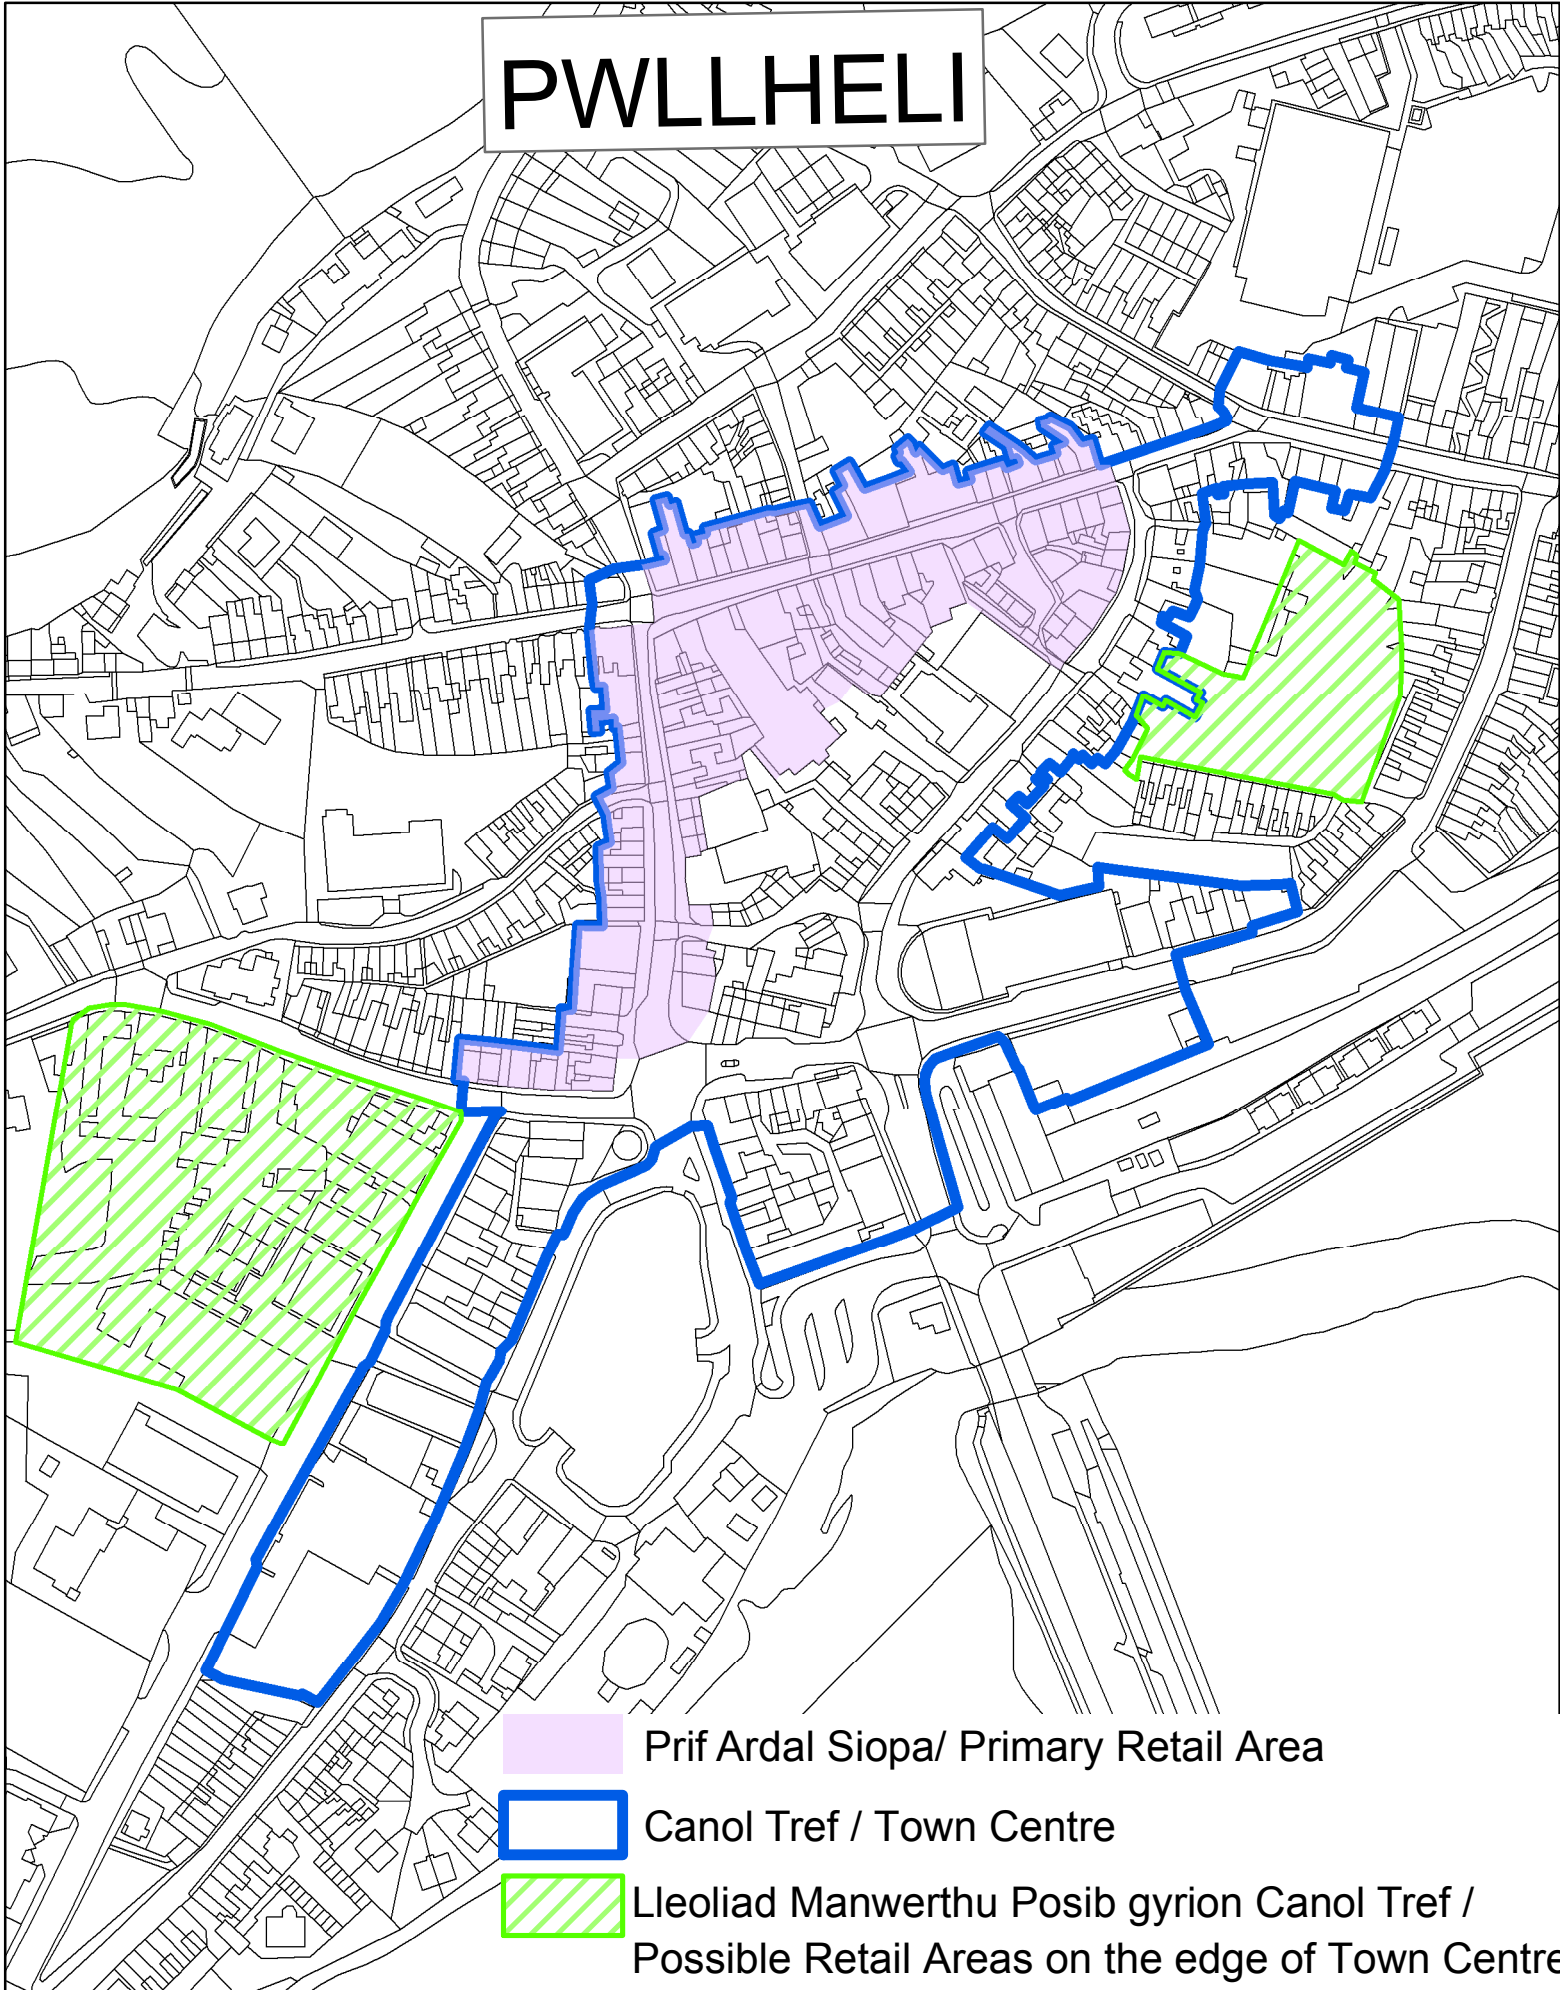 PWLLHELI
Prif Ardal Siopa/ Primary Retail Area
Canol Tref / Town Centre
Lleoliad Manwerthu Posib gyrion Canol Tref /
Possible Retail Areas on the edge of Town Centre